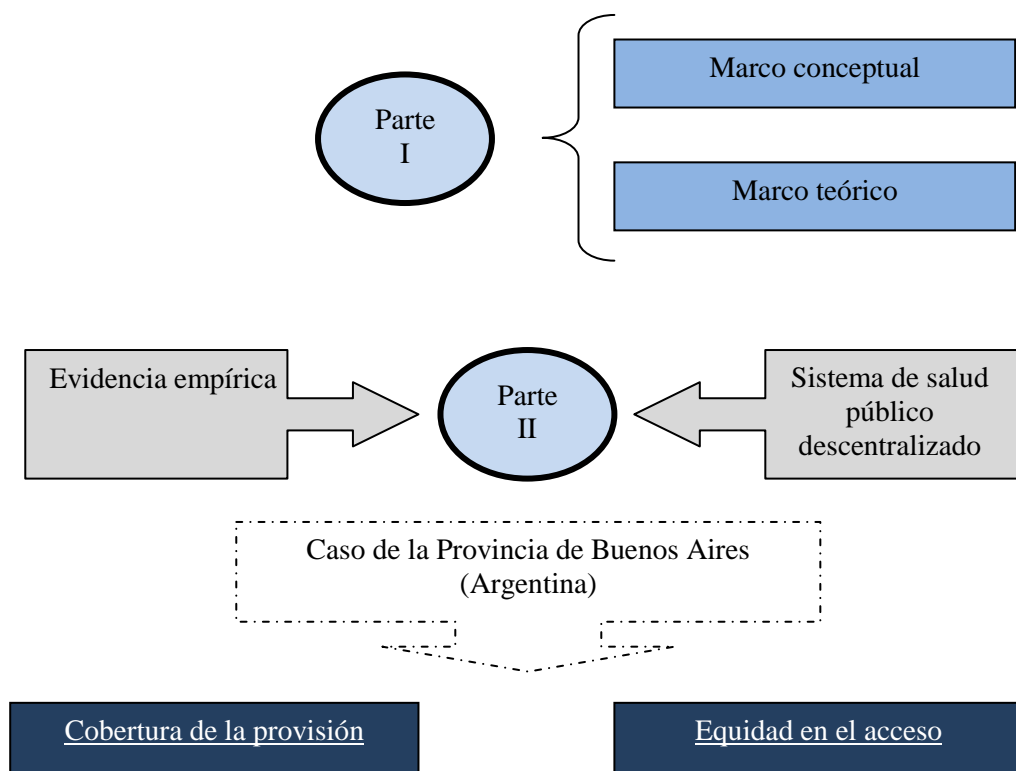 Marco conceptual
Parte
I
Marco teórico
Evidencia empírica
Parte
II
Sistema de salud
público
descentralizado
Caso de la Provincia de Buenos Aires
(Argentina)
Cobertura de la provisión
Equidad en el acceso